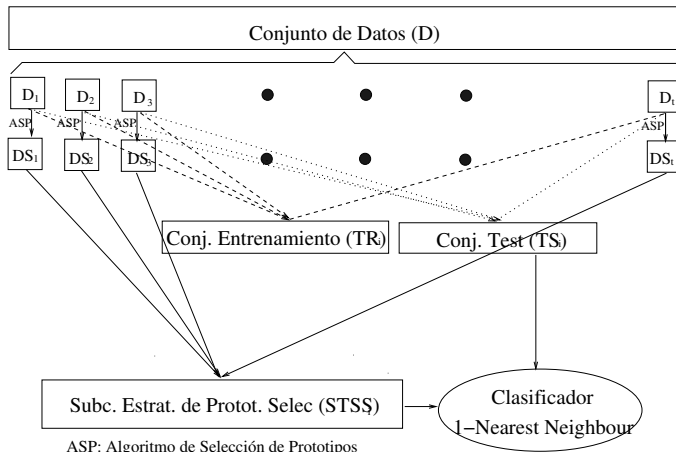 Conjunto de Datos (D)
D1 D2 D3 Dt
ASP ASP ASP ASP
DS1 DS2 DS3 DSt
Conj. Entrenamiento (TRi) Conj. Test (TSi)
Subc. Estrat. de Protot. Selec (STSSi)
Clasificador
1-Nearest Neighbour
ASP: Algoritmo de Selección de Prototipos